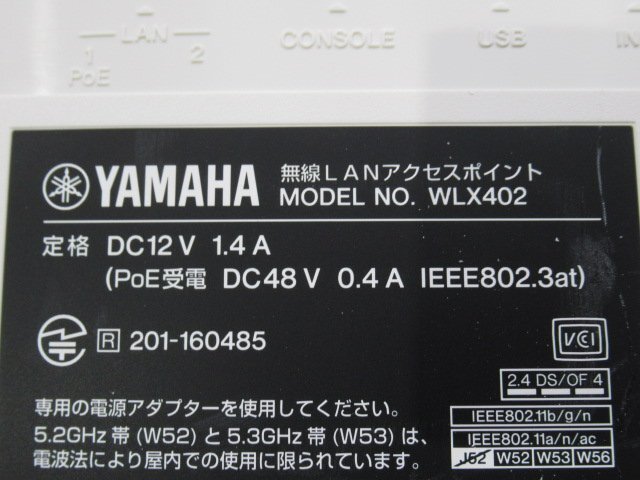 LAN CONSOLE USB IN
1 2
PoE
YAMAHA 無線LANアクセスポイント
MODEL NO. WLX402
定格 DC12V 1.4A
(PoE受電 DC48V 0.4A IEEE802.3at)
R 201-160485
VCI
2.4 DS/OF 4
専用の電源アダプターを使用してください。
IEEE802.11b/g/n
5.2GHz帯(W52)と5.3GHz帯(W53)は、
IEEE802.11a/n/ac
電波法により屋内での使用に限られています。
J52 W52 W53 W56